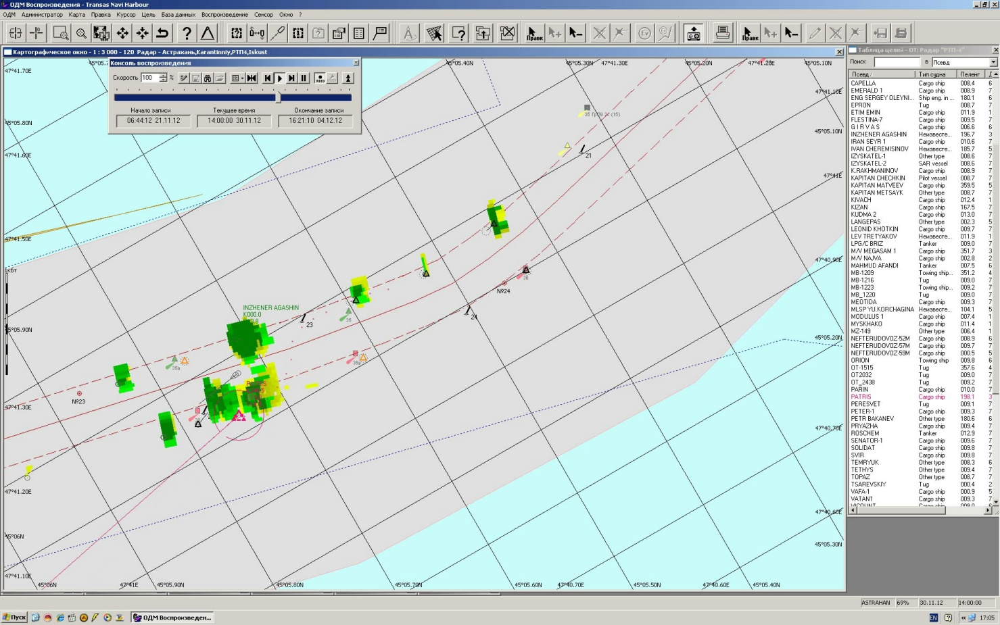 ОДМ Воспроизведения - Transas Navi Harbour
ОДМ Администратор Карта Правка Курсор Цель База данных Воспроизведение Сенсор Окно ?
Картографическое окно - 1 : 3 000 - 120 Радар - Астрахань,Karantinniy,РТП4,Iskust
Консоль воспроизведения
Скорость 100 %
Начало записи Текущее время Окончание записи
06:44:12 21.11.12 14:00:00 30.11.12 16:21:10 04.12.12
47°41.70E
45°05.40N
45°05.30N
47°41.30E
45°05.20N
47°41.20E
45°05.10N
47°41.10E
45°05.80N
45°05.10N
47°41.60E
21
47°41E
47°41.50E
47°40.90E
1кбт
№24
24
INZHENER AGASHIN
K000.0
23
45°05.90N
45°05.20N
36a
36a
№23
47°41.30E
47°40.70E
47°41.20E
47°40.60E
45°06N
45°05.30N
47°41.10E
45°06N
47°41E
45°05.90N
45°05.80N
45°05.70N
45°05.60N
47°40.70E
45°05.50N
47°40.60E
45°05.40N
Таблица целей - ОТ: Радар "РТП-4"
Поиск в Псевд
Псевд / Тип судна Пеленг
CAPELLA Cargo ship 008.4 6
EMERALD 1 Cargo ship 008.9 7
ENG SERGEY OLEYNI... Ship eng. in ... 180.1 6
EPRON Tug 008.7 7
ETIM EMIN Cargo ship 011.9 1
FLESTINA-7 Cargo ship 009.5 7
G I R V A S Cargo ship 006.6 6
INZHENER AGASHIN Неизвесте... 196.7 3
IRAN SEYR 1 Cargo ship 010.6 7
IVAN CHEREMISINOV Неизвесте... 185.7 5
IZYSKATEL-1 Other type 008.6 7
IZYSKATEL-2 SAR vessel 008.6 7
K.RAKHMANINOV Cargo ship 008.9 7
KAPITAN CHECHKIN Pilot vessel 008.7 7
KAPITAN MATVEEV Cargo ship 359.5 5
KAPITAN METSAYK Other type 008.7 7
KIVACH Cargo ship 012.4 1
KIZAN Cargo ship 167.5 7
KUDMA 2 Cargo ship 013.0 7
LANGEPAS Other type 002.3 5
LEONID KHOTKIN Cargo ship 009.7 7
LEV TRETYAKOV Неизвесте... 011.9 1
LPG/C BRIZ Tanker 009.0 7
M/V MEGASAM 1 Cargo ship 351.7 3
M/V NAJVA Cargo ship 002.8 2
MAHMUD AFANDI Tanker 007.5 6
MB-1209 Towing ship... 351.2 4
MB-1216 Tug 009.0 7
MB-1223 Towing ship... 009.2 7
MB_1220 Tug 009.0 7
MEOTIDA Cargo ship 009.3 7
MLSP YU.KORCHAGINA Неизвесте... 104.1 5
MODULUS 1 Cargo ship 007.4 1
MYSKHAKO Cargo ship 011.4 1
MZ-149 Other type 006.4 1
NEFTERUDOVOZ-52M Cargo ship 008.9 6
NEFTERUDOVOZ-57M Cargo ship 009.7 7
NEFTERUDOVOZ-59M Cargo ship 000.5 5
ORION Towing ship 009.8 6
OT-1515 Tug 357.6 4
OT2032 Tug 009.0 7
OT_2438 Tug 009.2 7
PARIN Cargo ship 010.0 7
PATRIS Cargo ship 198.1 3
PERESVET Tug 009.1 7
PETER-1 Cargo ship 009.3 7
PETR BAKANEV Other type 180.6 6
PRYAZHA Cargo ship 009.4 7
ROSCHEM Tanker 012.9 7
SENATOR-1 Cargo ship 009.6 7
SOLIDAT Cargo ship 009.8 7
SVIR Cargo ship 009.8 7
TEMRYUK Other type 008.3 6
TETHYS Other type 009.4 7
TOPAZ Other type 008.7 7
TSAREVSKIY Tug 000.4 2
VAFA-1 Cargo ship 000.9 5
VATAN1 Cargo ship 009.3 7
ASTRAHAN 69% 30.11.12 14:00:00
Пуск ОДМ Воспроизведен... EN 17:05